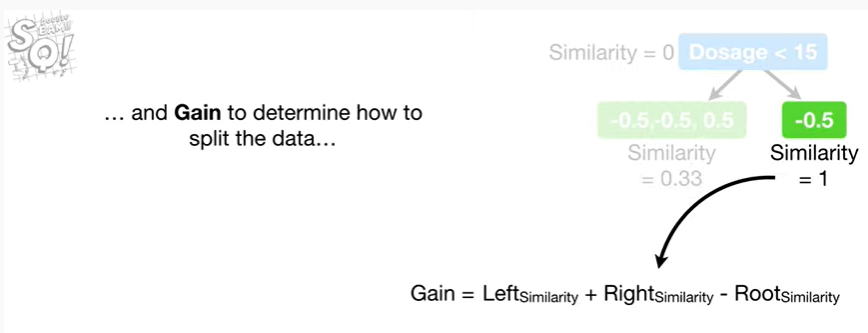 Similarity = 0 Dosage < 15
… and Gain to determine how to
split the data…
-0.5,-0.5, 0.5 -0.5
Similarity Similarity
= 0.33 = 1
Gain = LeftSimilarity + RightSimilarity - RootSimilarity